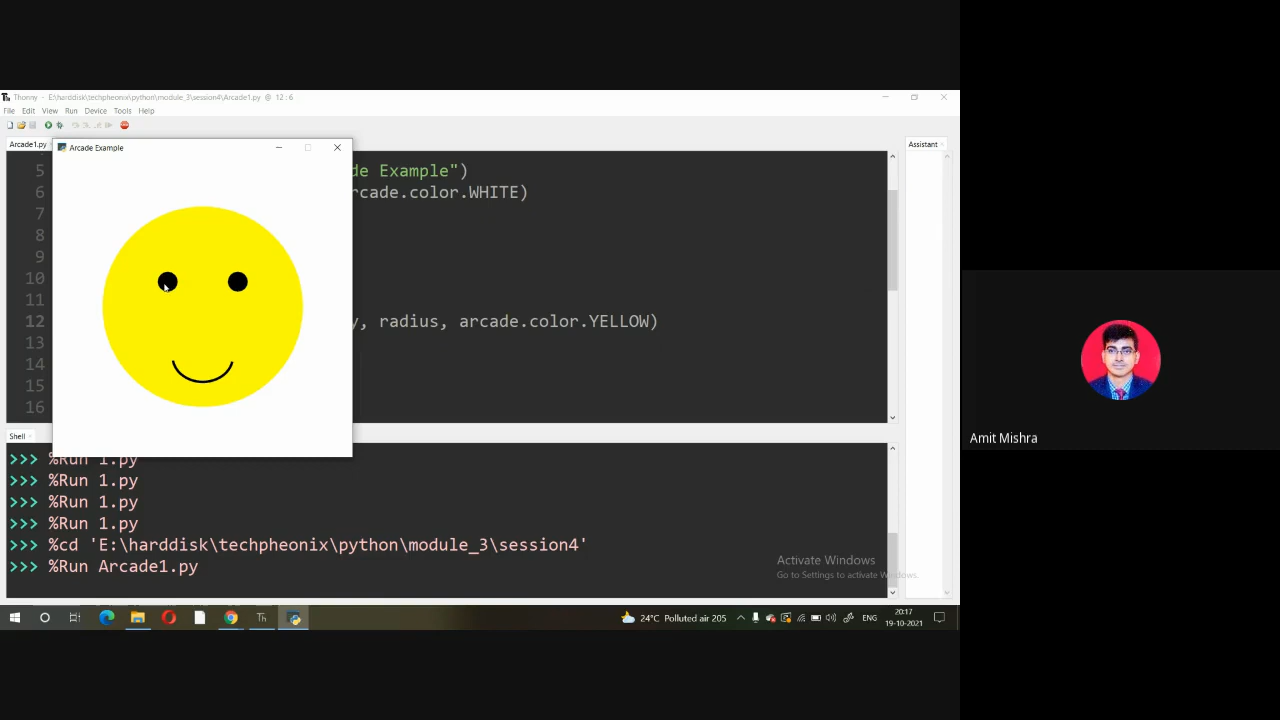 Thonny - E:\harddisk\techpheonix\python\module_3\session4\Arcade1.py @ 12 : 6
File Edit View Run Device Tools Help
Arcade1.py
Assistant
Arcade Example
5 de Example")
6 rcade.color.WHITE)
7
8
9
10
11
12 y, radius, arcade.color.YELLOW)
13
14
15
16
Amit Mishra
Shell
>>> %Run 1.py
>>> %Run 1.py
>>> %Run 1.py
>>> %Run 1.py
>>> %cd 'E:\harddisk\techpheonix\python\module_3\session4'
>>> %Run Arcade1.py
Activate Windows
Go to Settings to activate Windows.
Th
24°C Polluted air 205
ENG
20:17
19-10-2021